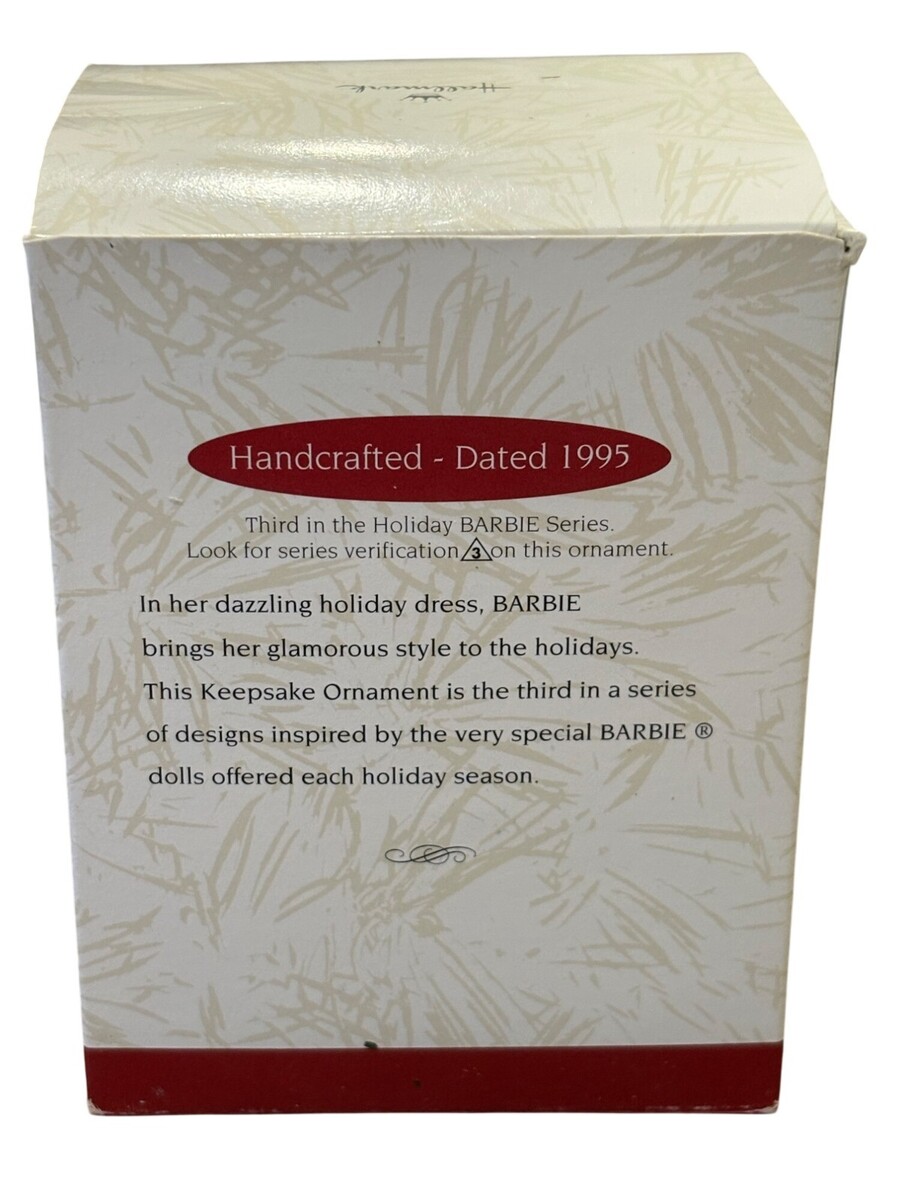 Hallmark
Handcrafted - Dated 1995
Third in the Holiday BARBIE Series.
Look for series verification 3 on this ornament.
In her dazzling holiday dress, BARBIE
brings her glamorous style to the holidays.
This Keepsake Ornament is the third in a series
of designs inspired by the very special BARBIE ®
dolls offered each holiday season.